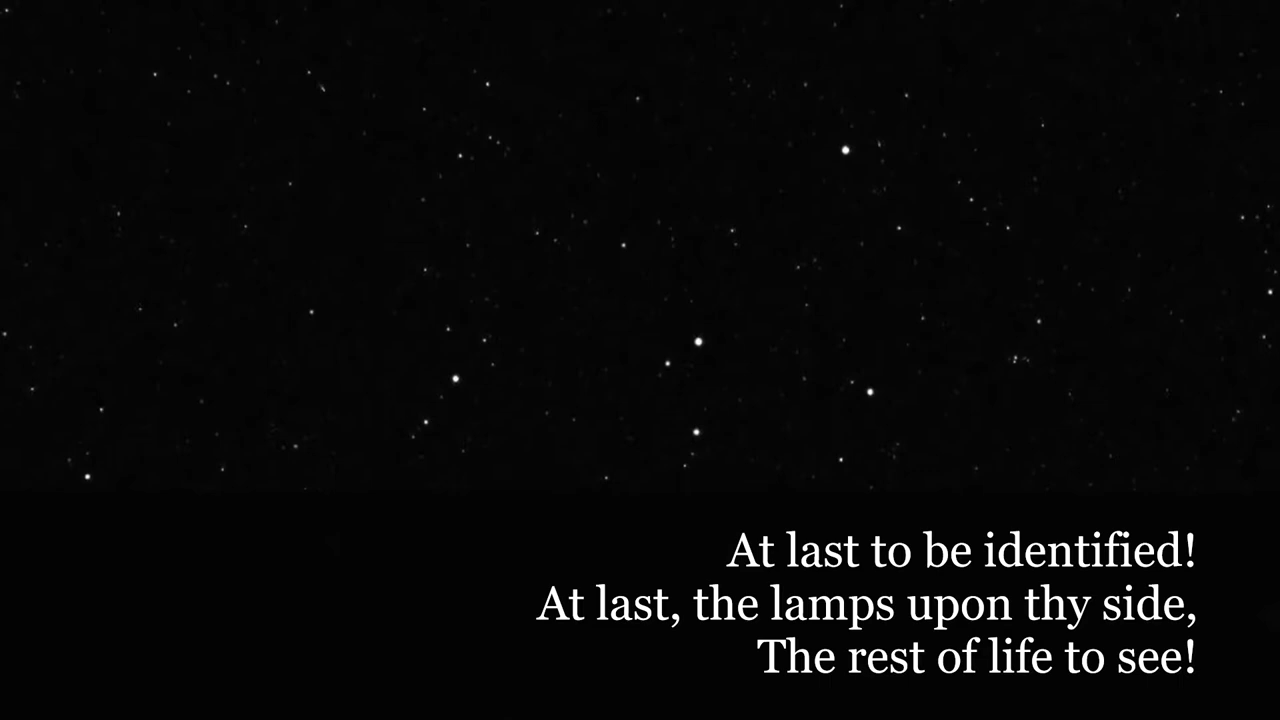 At last to be identified!
At last, the lamps upon thy side,
The rest of life to see!